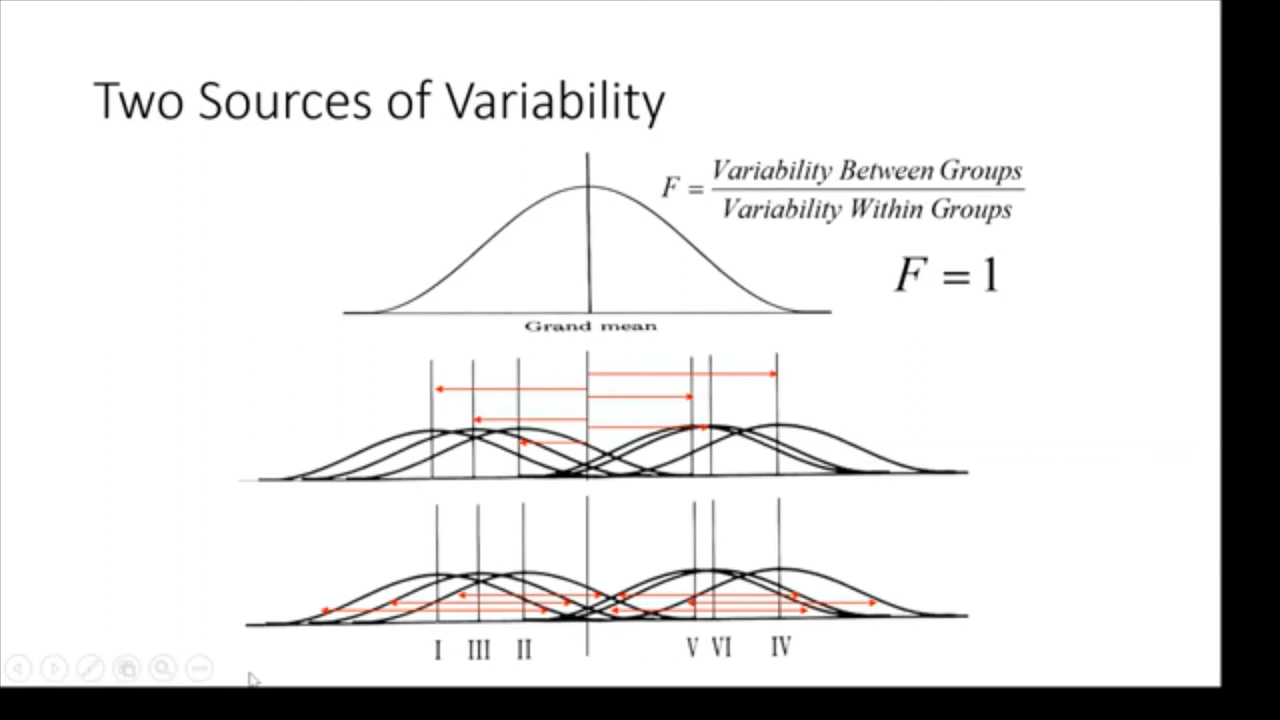 Two Sources of Variability
F = Variability Between Groups
Variability Within Groups
F = 1
Grand mean
I III II V VI IV